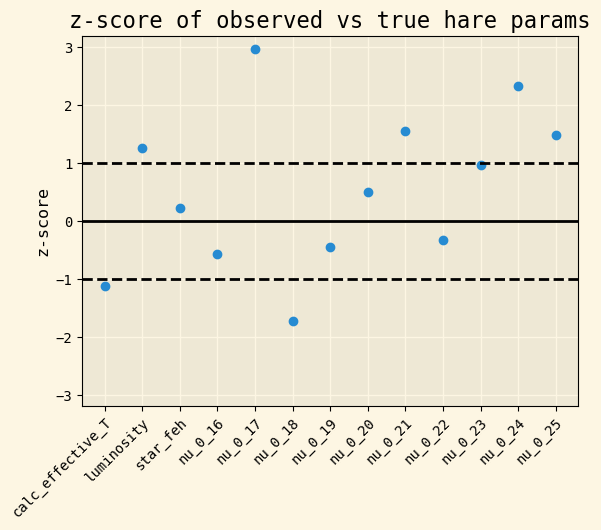 z-score of observed vs true hare params
z-score
3
2
1
0
−1
−2
−3
calc_effective_T
luminosity
star_feh
nu_0_16
nu_0_17
nu_0_18
nu_0_19
nu_0_20
nu_0_21
nu_0_22
nu_0_23
nu_0_24
nu_0_25